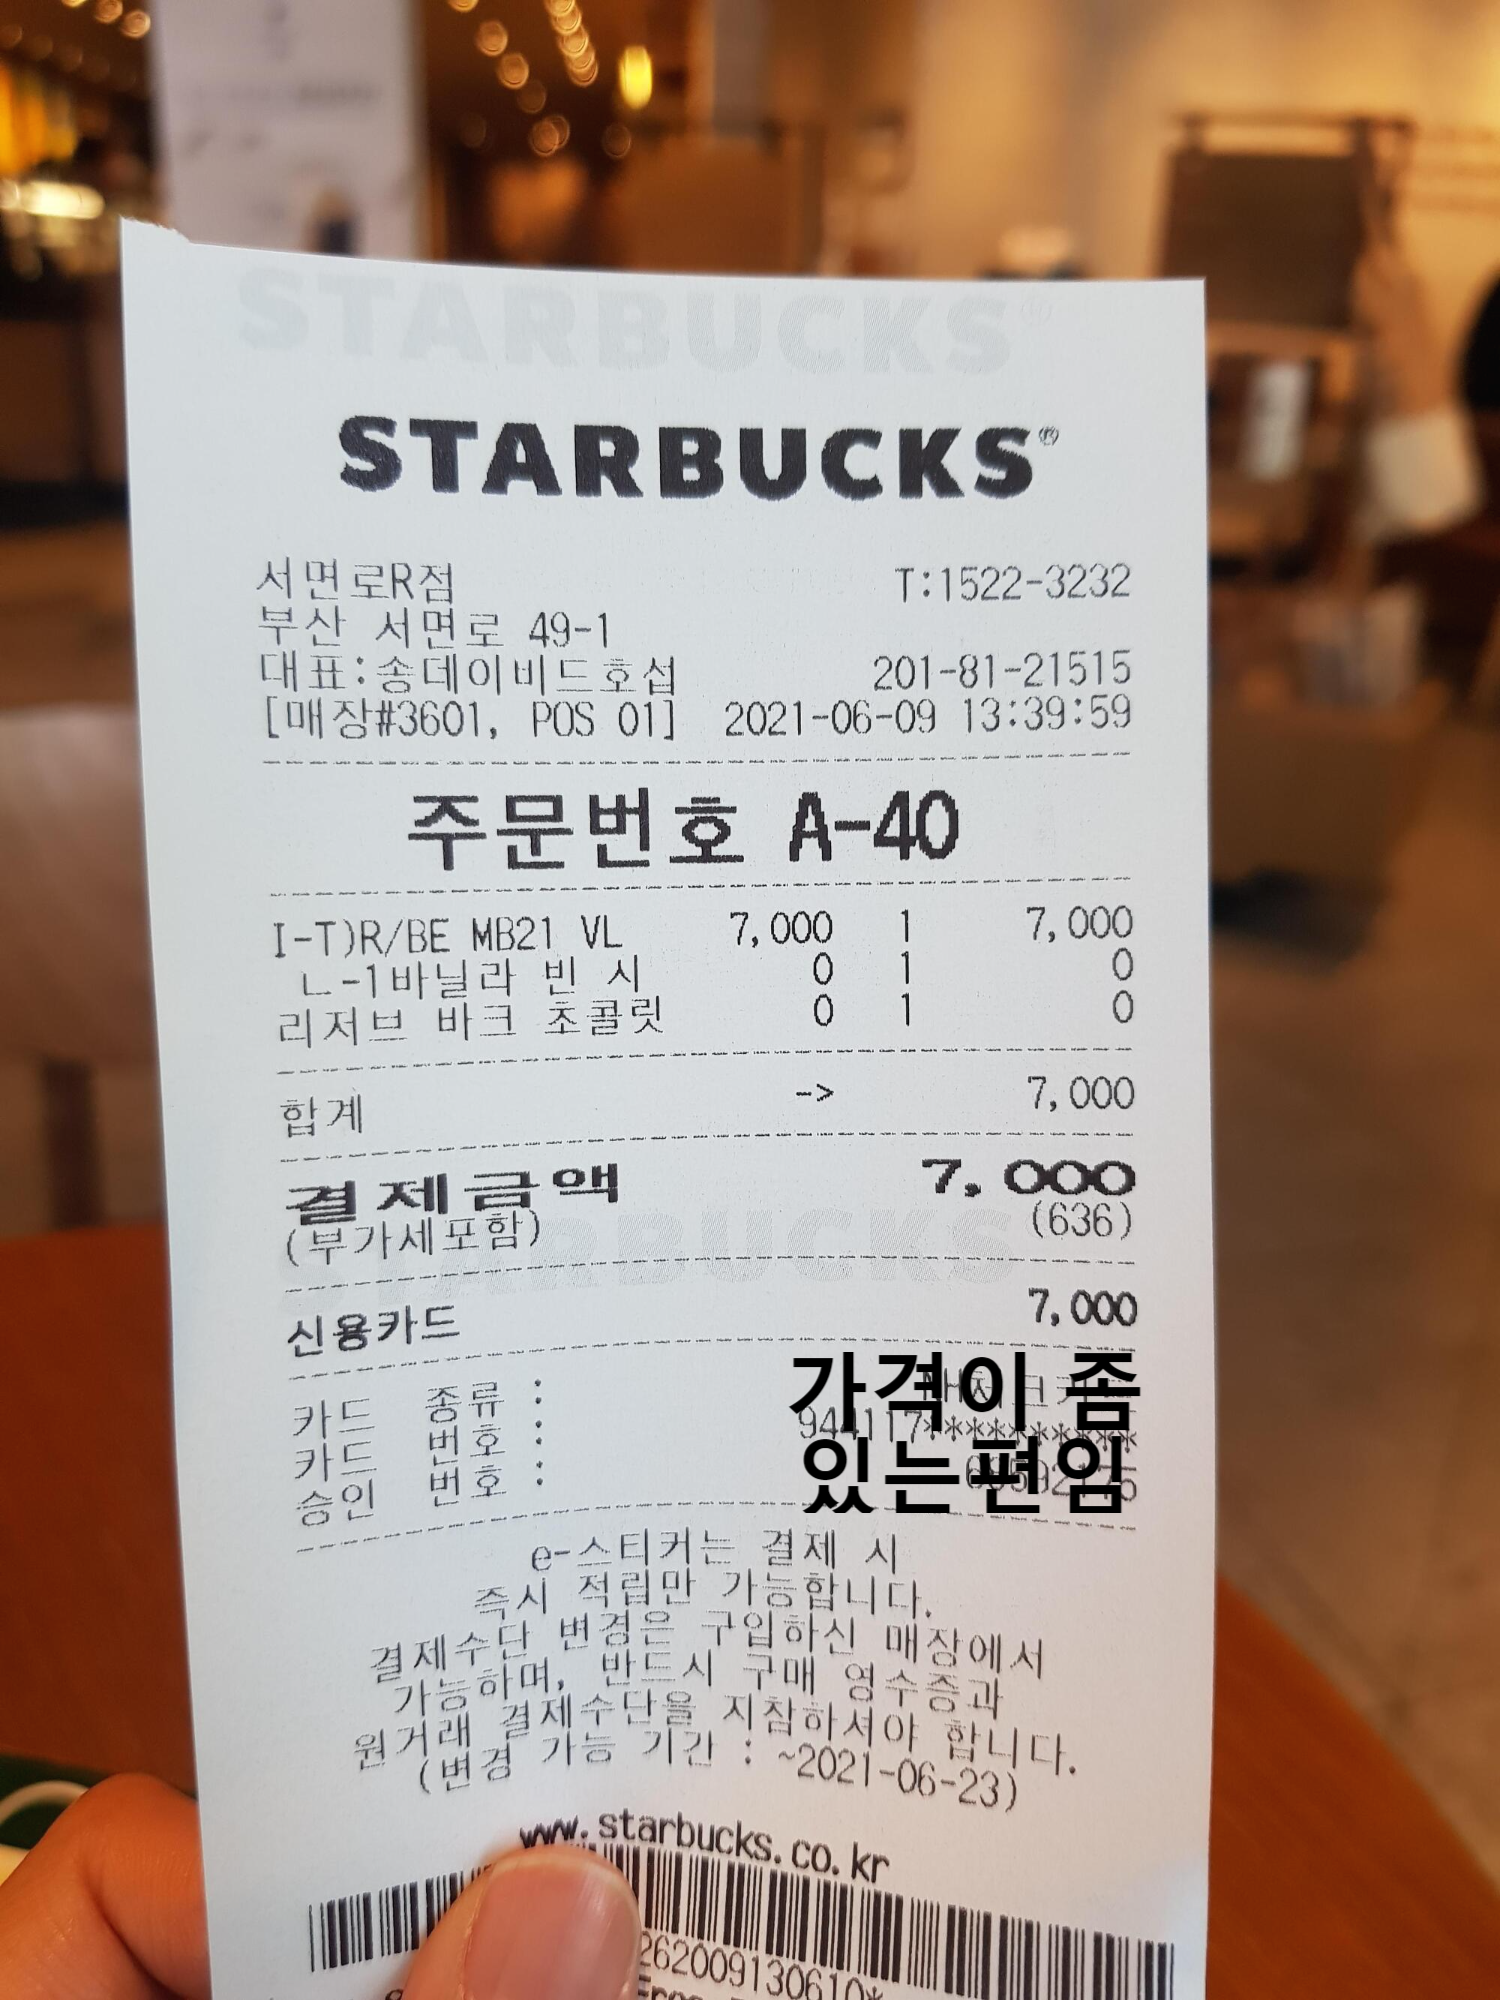 STARBUCKS
STARBUCKS®
서면로R점 T:1522-3232
부산 서면로 49-1
대표:송데이비드호섭 201-81-21515
[매장#3601, POS 01] 2021-06-09 13:39:59
주문번호 A-40
I-T)R/BE MB21 VL 7,000 1 7,000
ㄴ-1바닐라 빈 시 0 1 0
리저브 바크 초콜릿 0 1 0
합계 -> 7,000
결제금액 7,000
(부가세포함) (636)
신용카드 7,000
가격이 좀
있는편임
카드 종류 :
카드 번호 :
승인 번호 :
e-스티커는 결제 시
즉시 적립만 가능합니다.
결제수단 변경은 구입하신 매장에서
가능하며, 반드시 구매 영수증과
원거래 결제수단을 지참하셔야 합니다.
(변경 가능 기간 : ~2021-06-23)
www.starbucks.co.kr
262009130610*